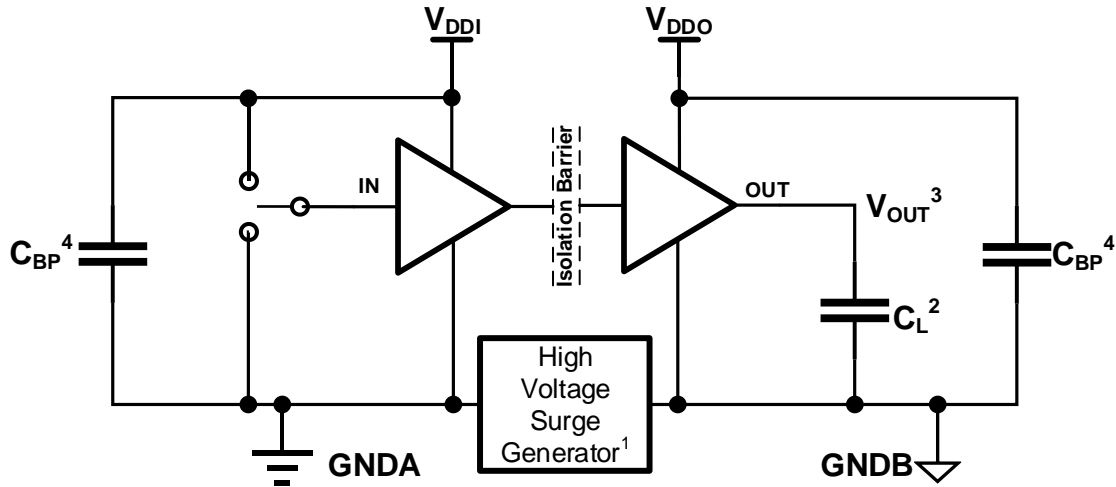 VDDI
VDDO
Isolation Barrier
IN
OUT
VOUT³
CBP⁴
CBP⁴
CL²
High
Voltage
Surge
Generator¹
GNDA
GNDB